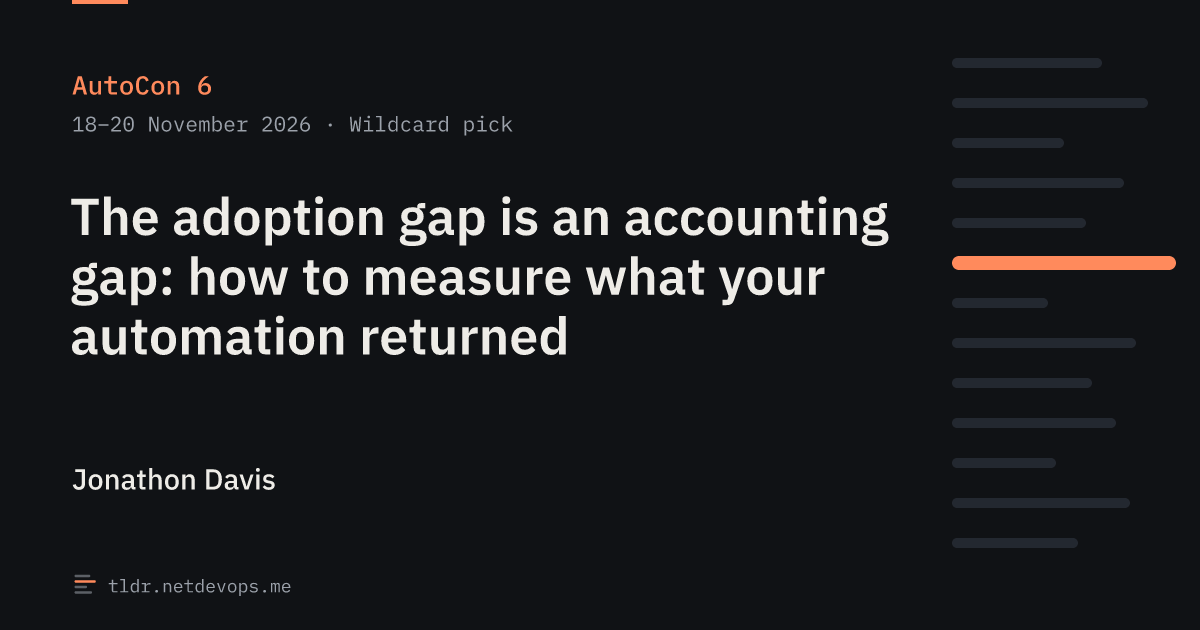 AutoCon 6
18–20 November 2026 · Wildcard pick
The adoption gap is an accounting
gap: how to measure what your
automation returned
Jonathon Davis
tldr.netdevops.me